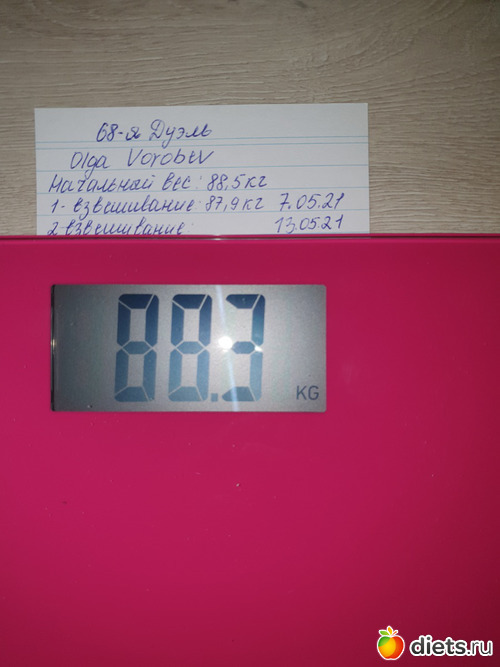 68-я Дуэль
Olga Vorobev
Начальный вес: 88,5кг
1- взвешивание: 87,9кг 7.05.21
2 взвешивание: 13.05.21
88.3 KG
diets.ru